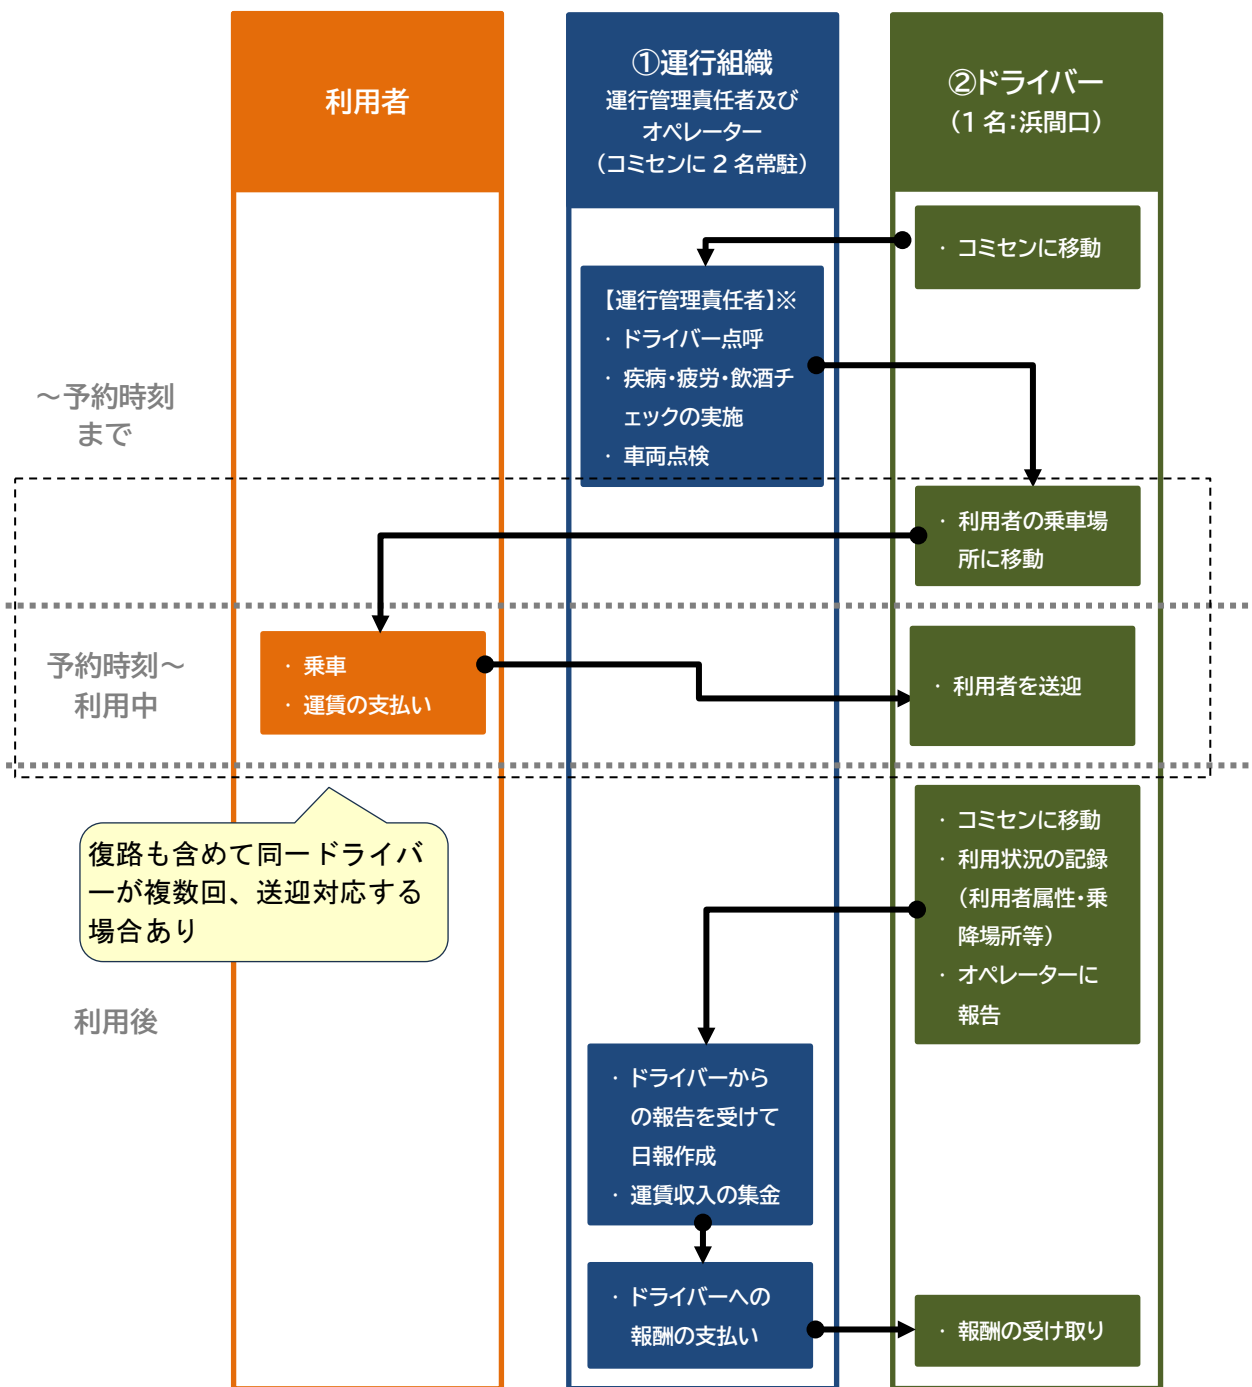 利用者
①運行組織
運行管理責任者及び
オペレーター
（コミセンに 2 名常駐）
②ドライバー
（1 名：浜間口）
～予約時刻
まで
・ コミセンに移動
【運行管理責任者】※
・ ドライバー点呼
・ 疾病・疲労・飲酒チ
ェックの実施
・ 車両点検
・ 利用者の乗車場
所に移動
予約時刻～
利用中
・ 乗車
・ 運賃の支払い
・ 利用者を送迎
復路も含めて同一ドライバ
ーが複数回、送迎対応する
場合あり
利用後
・ コミセンに移動
・ 利用状況の記録
（利用者属性・乗
降場所等）
・ オペレーターに
報告
・ ドライバーから
の報告を受けて
日報作成
・ 運賃収入の集金
・ ドライバーへの
報酬の支払い
・ 報酬の受け取り